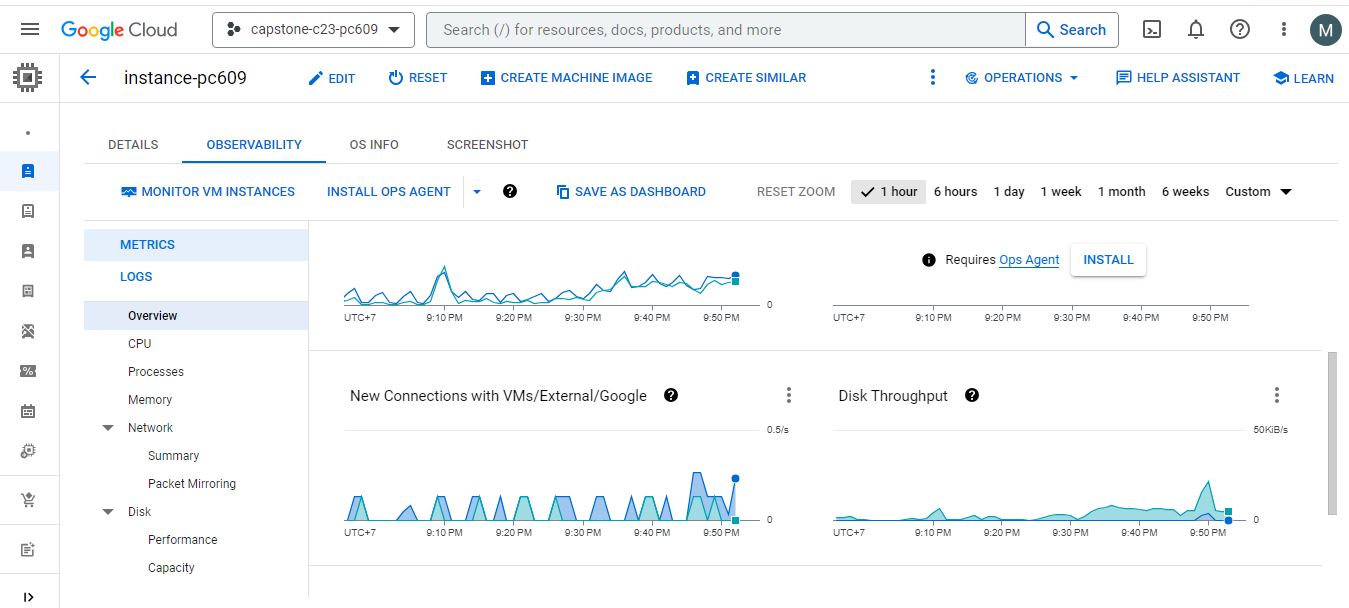 Google Cloud
capstone-c23-pc609
Search (/) for resources, docs, products, and more
Search
M
instance-pc609
EDIT
RESET
CREATE MACHINE IMAGE
CREATE SIMILAR
OPERATIONS
HELP ASSISTANT
LEARN
DETAILS
OBSERVABILITY
OS INFO
SCREENSHOT
MONITOR VM INSTANCES
INSTALL OPS AGENT
SAVE AS DASHBOARD
RESET ZOOM
1 hour
6 hours
1 day
1 week
1 month
6 weeks
Custom
METRICS
LOGS
Overview
CPU
Processes
Memory
Network
Summary
Packet Mirroring
Disk
Performance
Capacity
0
UTC+7 9:10 PM 9:20 PM 9:30 PM 9:40 PM 9:50 PM
Requires Ops Agent
INSTALL
UTC+7 9:10 PM 9:20 PM 9:30 PM 9:40 PM 9:50 PM
New Connections with VMs/External/Google
0.5/s
0
UTC+7 9:10 PM 9:20 PM 9:30 PM 9:40 PM 9:50 PM
Disk Throughput
50KiB/s
0
UTC+7 9:10 PM 9:20 PM 9:30 PM 9:40 PM 9:50 PM